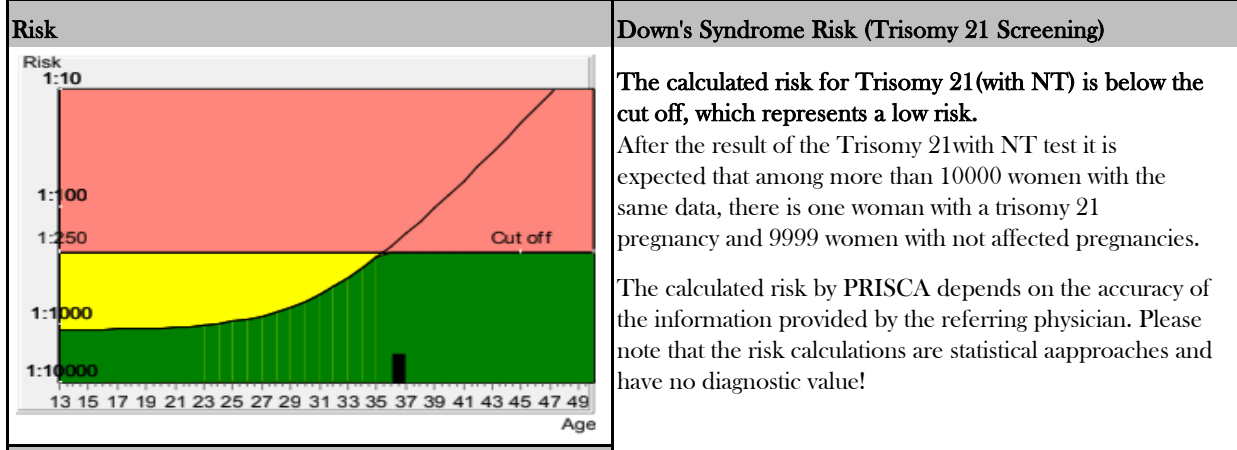 Risk
Down's Syndrome Risk (Trisomy 21 Screening)
Risk
1:10
1:100
1:250
Cut off
1:1000
1:10000
13 15 17 19 21 23 25 27 29 31 33 35 37 39 41 43 45 47 49
Age
The calculated risk for Trisomy 21(with NT) is below the
cut off, which represents a low risk.
After the result of the Trisomy 21with NT test it is
expected that among more than 10000 women with the
same data, there is one woman with a trisomy 21
pregnancy and 9999 women with not affected pregnancies.
The calculated risk by PRISCA depends on the accuracy of
the information provided by the referring physician. Please
note that the risk calculations are statistical aapproaches and
have no diagnostic value!